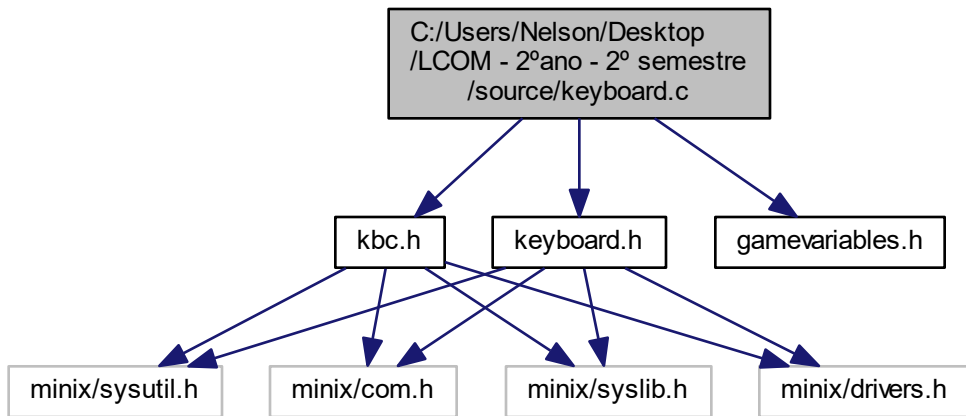 C:/Users/Nelson/Desktop
/LCOM - 2ºano - 2º semestre
/source/keyboard.c
kbc.h
keyboard.h
gamevariables.h
minix/sysutil.h
minix/com.h
minix/syslib.h
minix/drivers.h